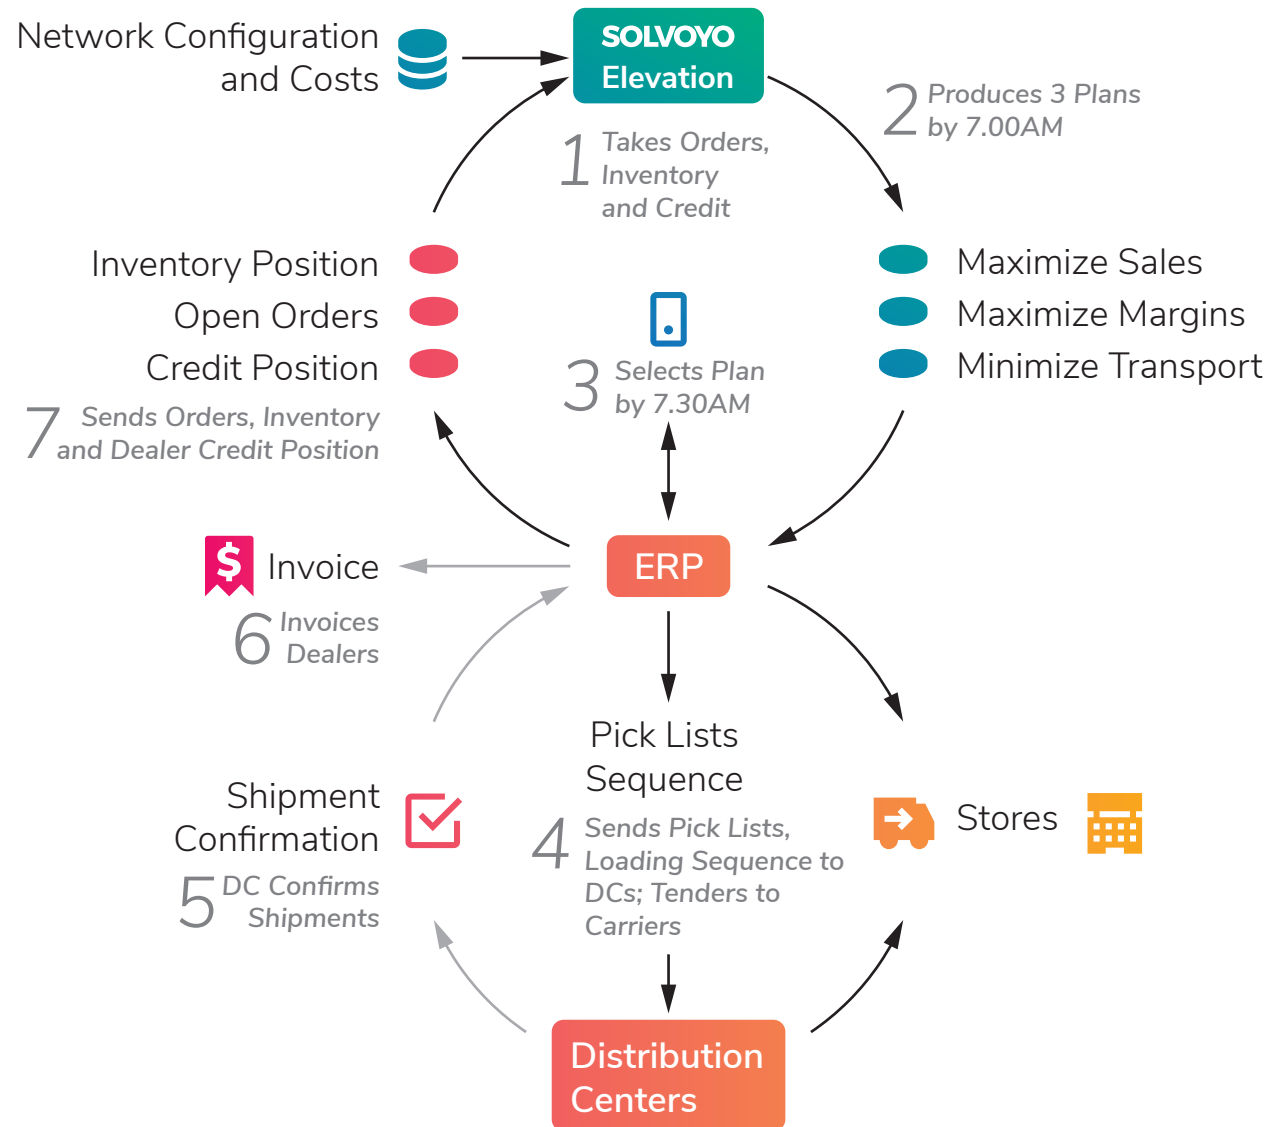 Network Configuration
and Costs
SOLVOYO
Elevation
2 Produces 3 Plans
by 7.00AM
1 Takes Orders,
Inventory
and Credit
Inventory Position
Open Orders
Credit Position
7 Sends Orders, Inventory
and Dealer Credit Position
Maximize Sales
Maximize Margins
Minimize Transport
3 Selects Plan
by 7.30AM
$ Invoice
6 Invoices
Dealers
ERP
Pick Lists
Sequence
4 Sends Pick Lists,
Loading Sequence to
DCs; Tenders to
Carriers
Shipment
Confirmation
5 DC Confirms
Shipments
Stores
Distribution
Centers